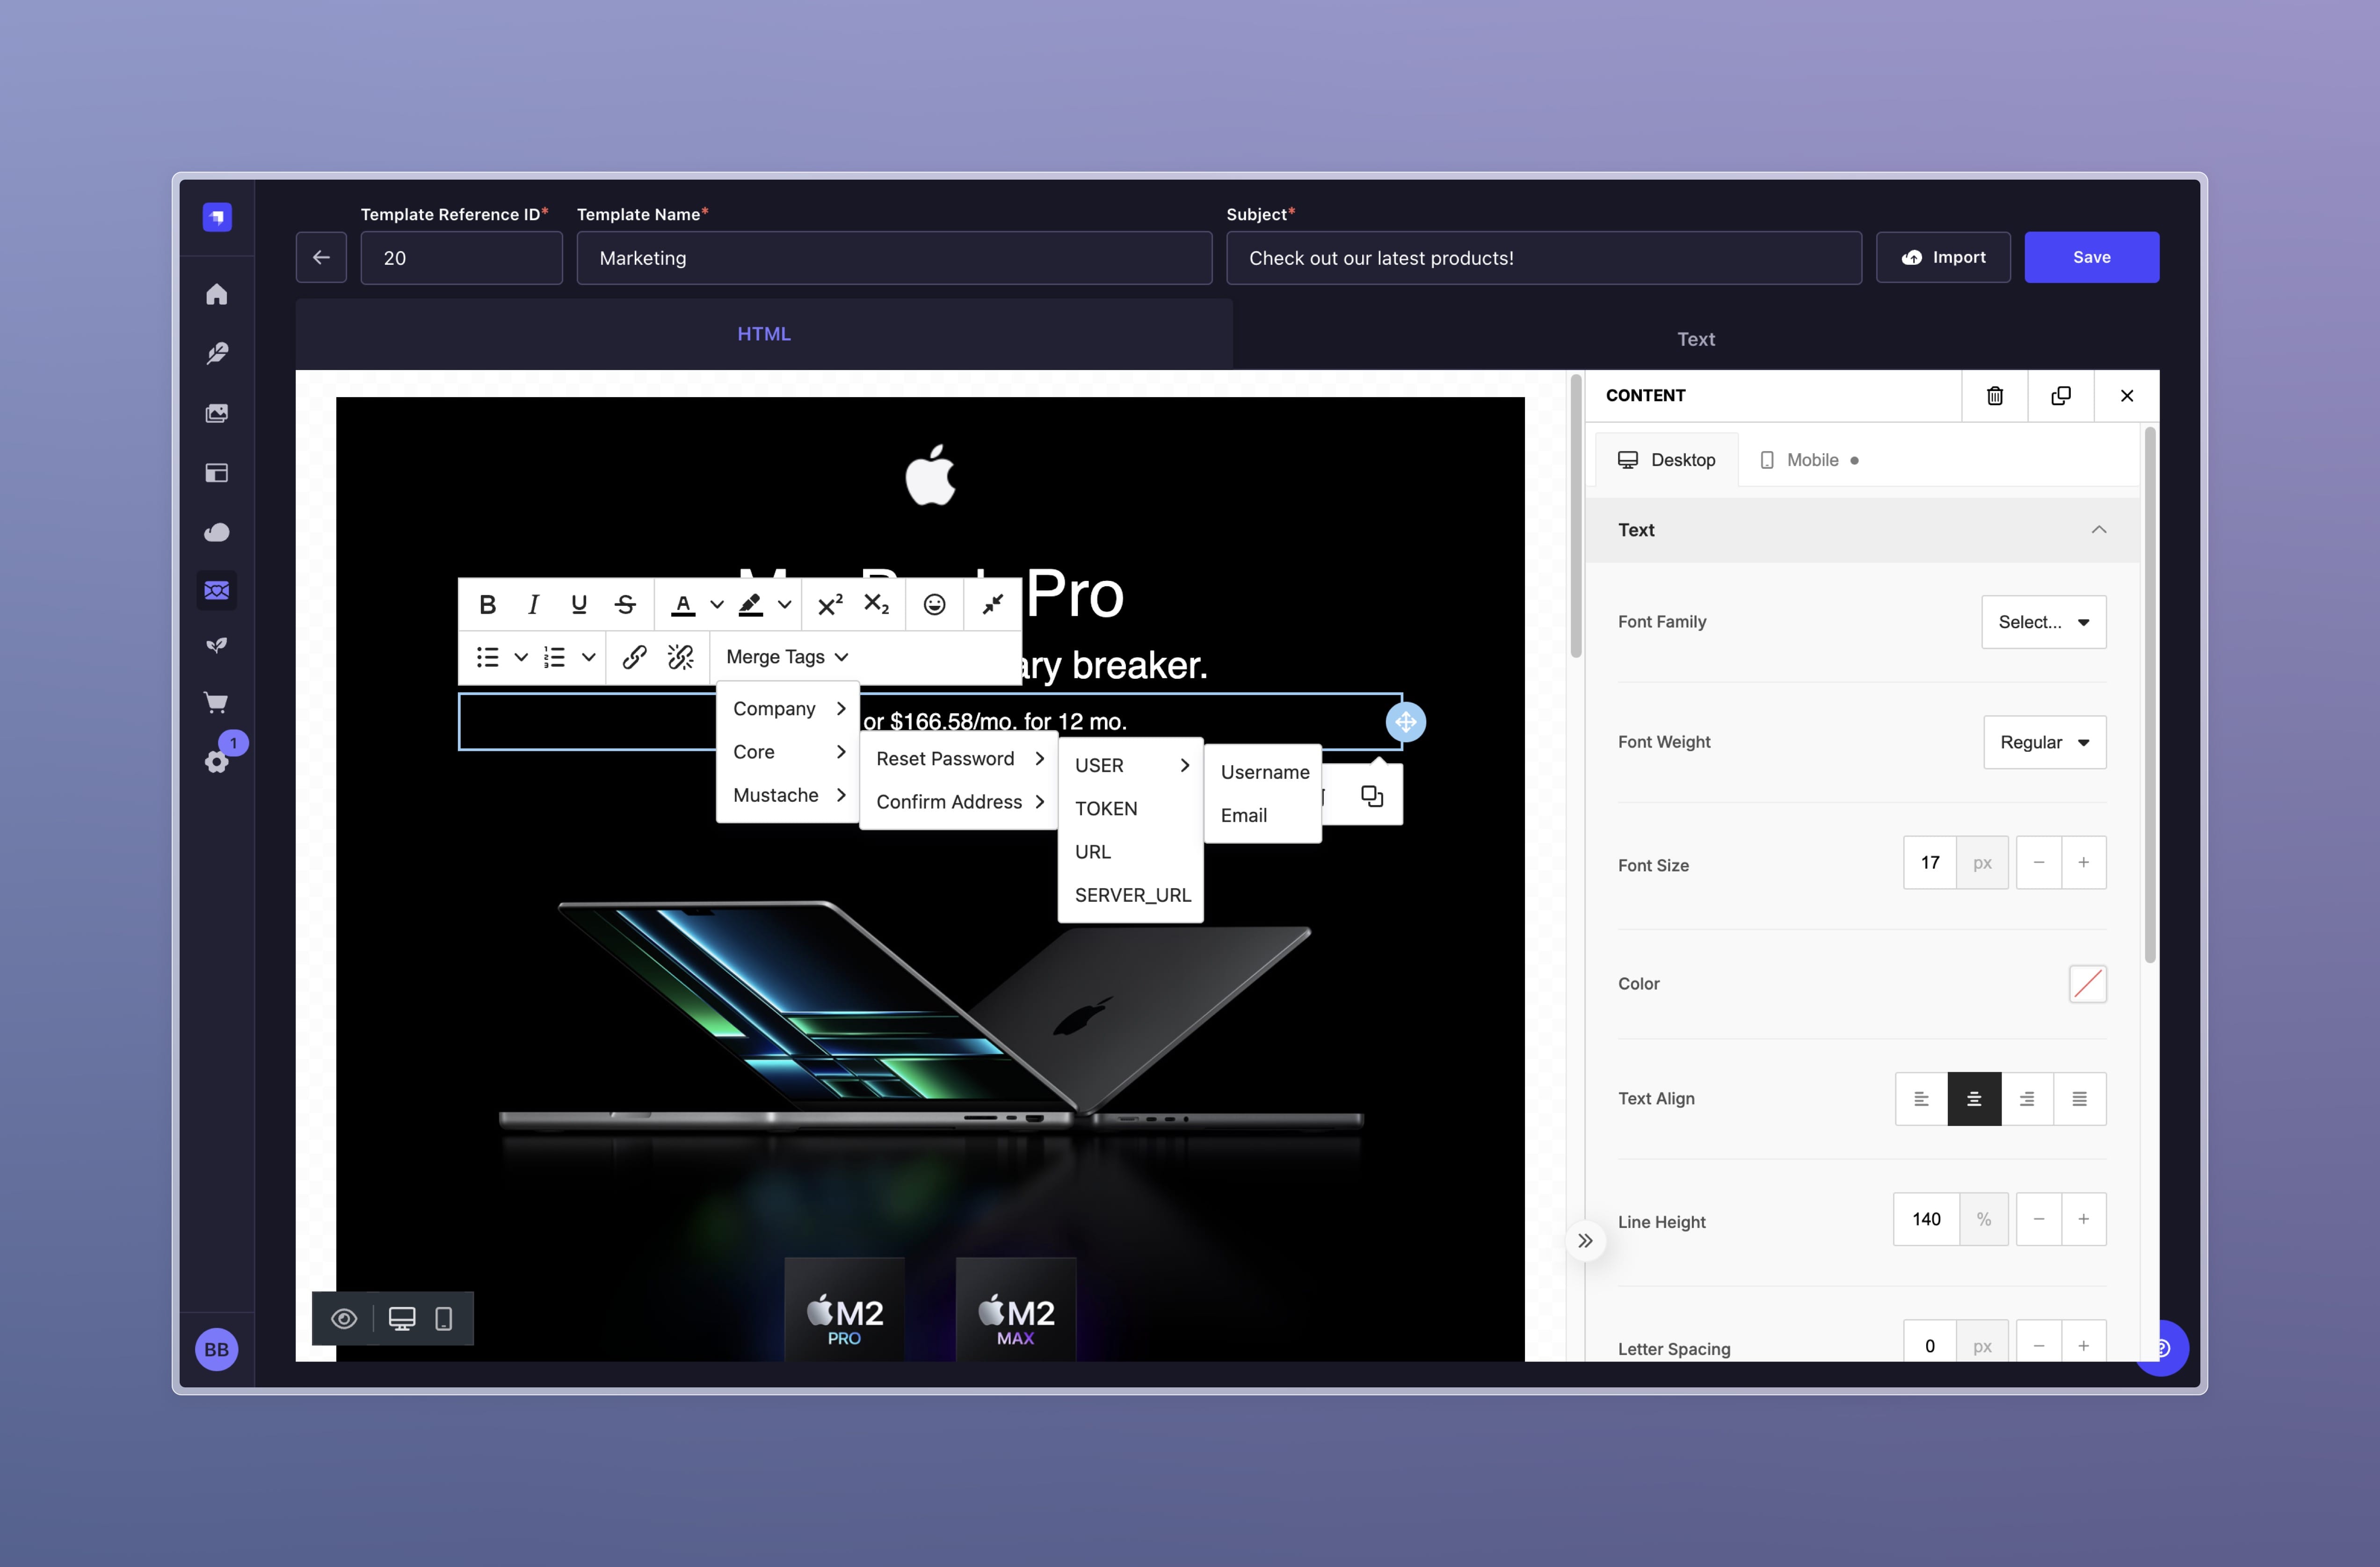 Template Reference ID*
Template Name*
Subject*
20
Marketing
Check out our latest products!
Import
Save
HTML
Text
CONTENT
Desktop
Mobile
Text
Pro
B I U S A X² X₂
Merge Tags
ary breaker.
or $166.58/mo. for 12 mo.
Company
Core
Mustache
Reset Password
Confirm Address
USER
TOKEN
URL
SERVER_URL
Username
Email
1
Font Family
Select...
Font Weight
Regular
Font Size
17
px
Color
Text Align
Line Height
140
%
Letter Spacing
0
px
M2
PRO
M2
MAX
BB